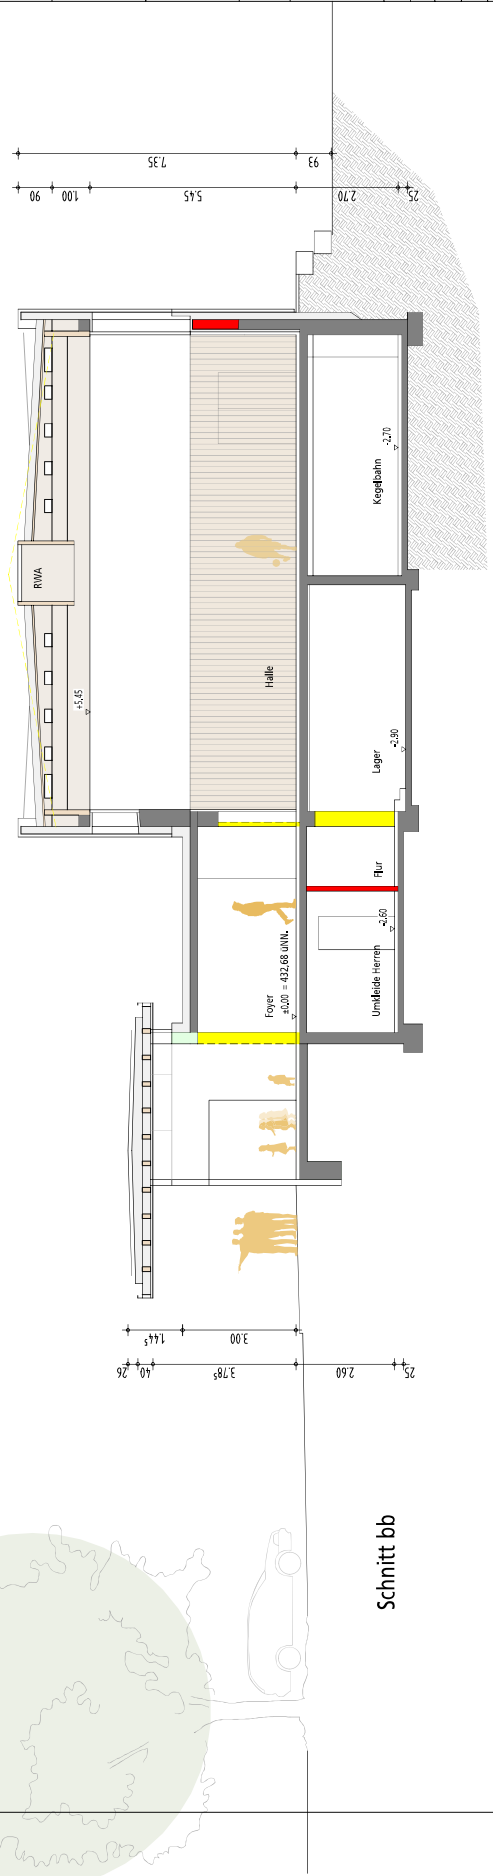 7.35
93
90
1.00
5.45
2.70
25
RWA
+5,45
Halle
Kegelbahn
-2.70
Lager
-2.90
Flur
Foyer
±0,00 = 432,68 üNN.
Umkleide Herren
-2.60
1.44⁵
3.00
26
40
3.78⁵
2.60
25
Schnitt bb